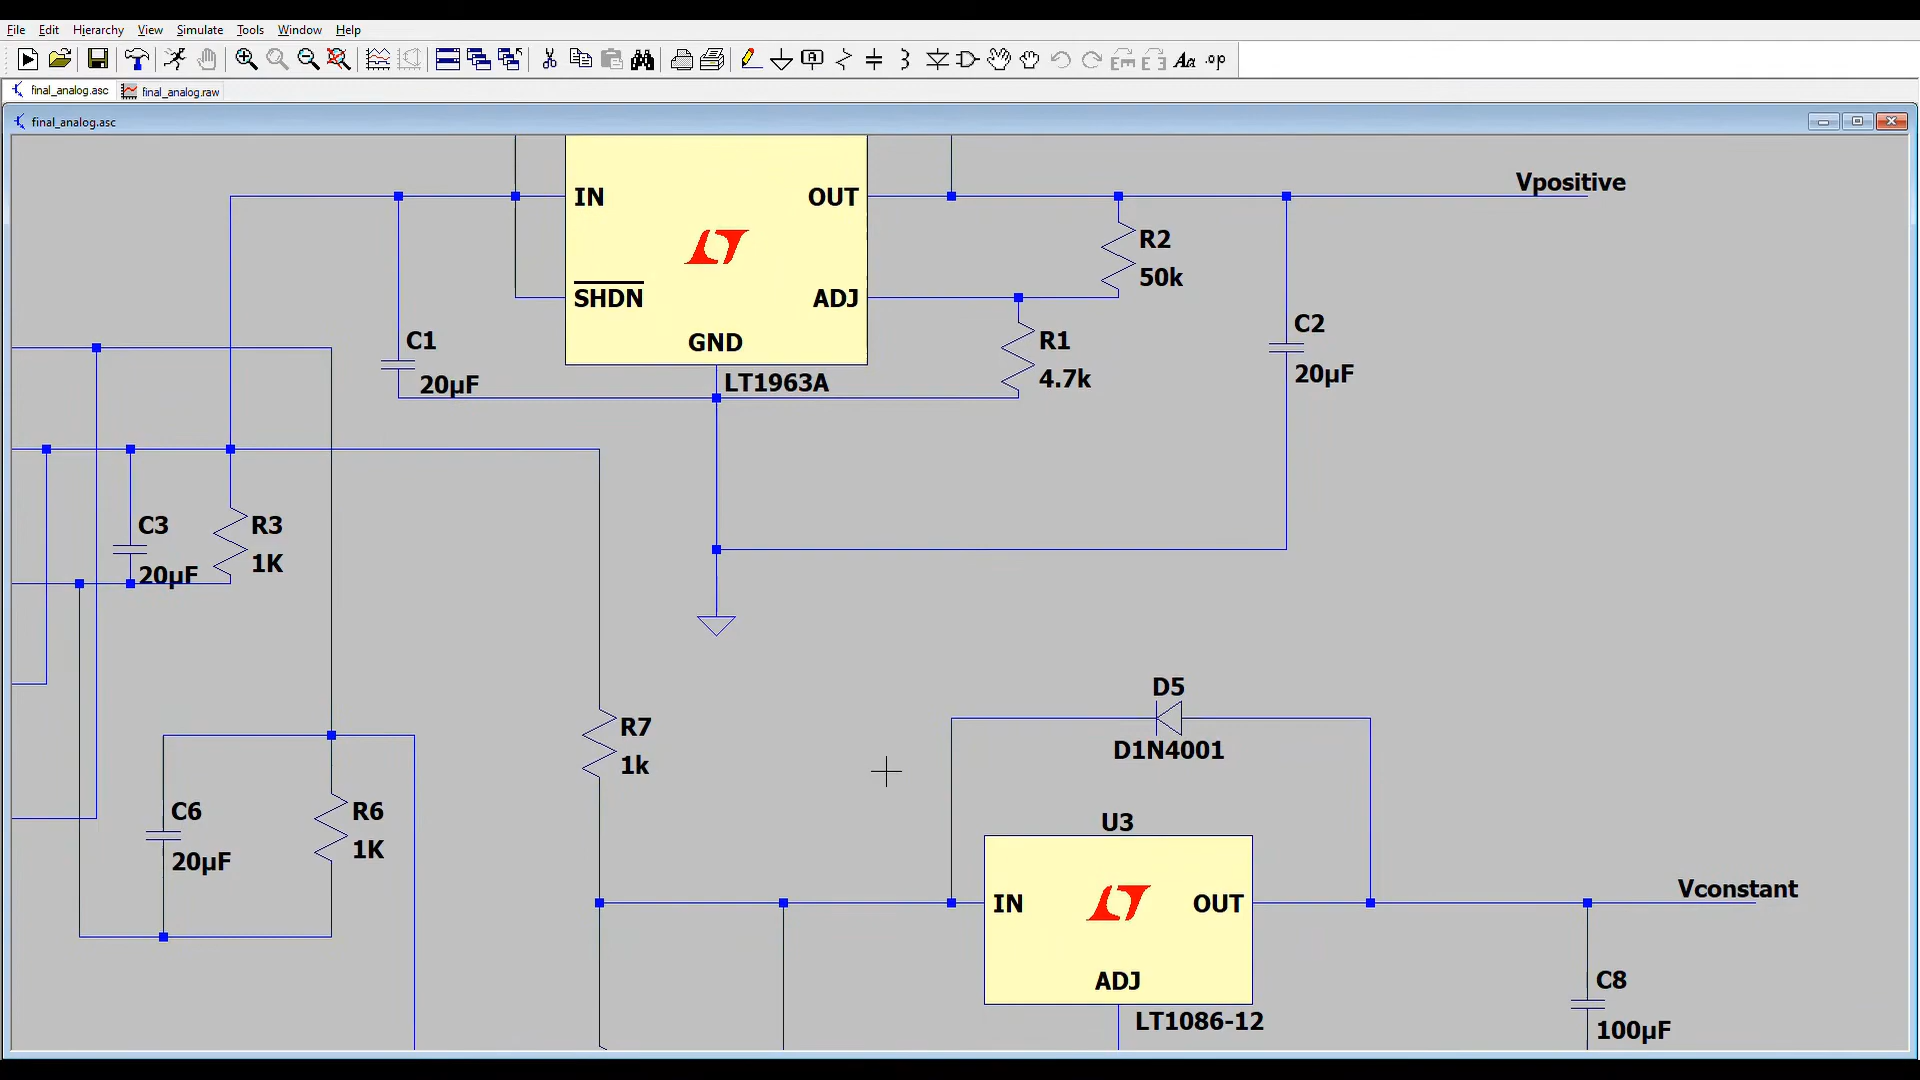 File Edit Hierarchy View Simulate Tools Window Help
Aa .op
final_analog.asc final_analog.raw
final_analog.asc
Vpositive
IN OUT
R2
50k
SHDN ADJ
C2
20µF
C1
20µF
GND
R1
4.7k
LT1963A
C3
20µF
R3
1K
D5
D1N4001
R7
1k
C6
20µF
R6
1K
U3
IN OUT
ADJ
LT1086-12
Vconstant
C8
100µF